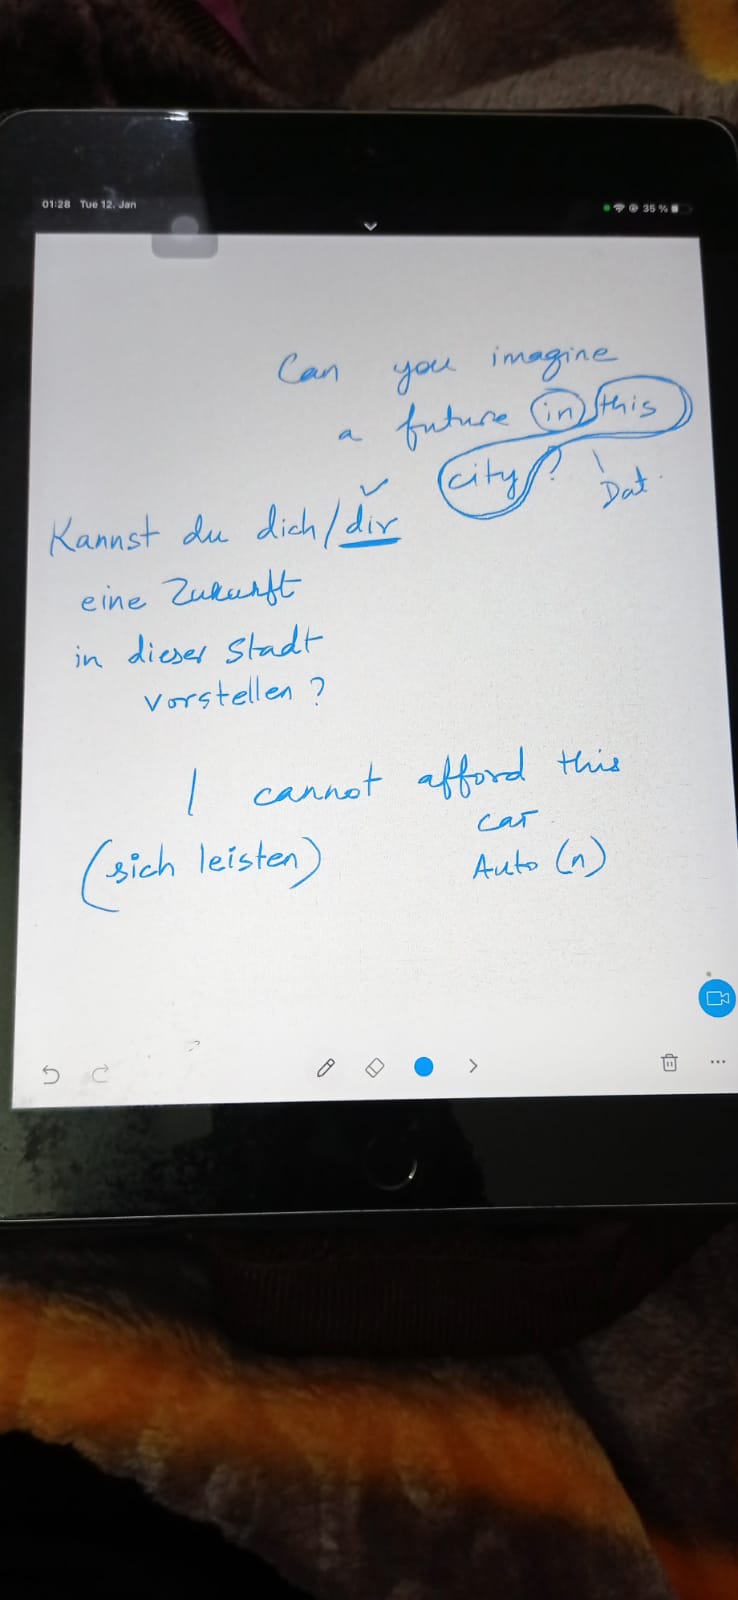 01:28 Tue 12. Jan
35 %
Can you imagine
a future in this
city? Dat.
Kannst du dich/dir
eine Zukunft
in dieser Stadt
vorstellen?
I cannot afford this
car
(sich leisten) Auto (n)